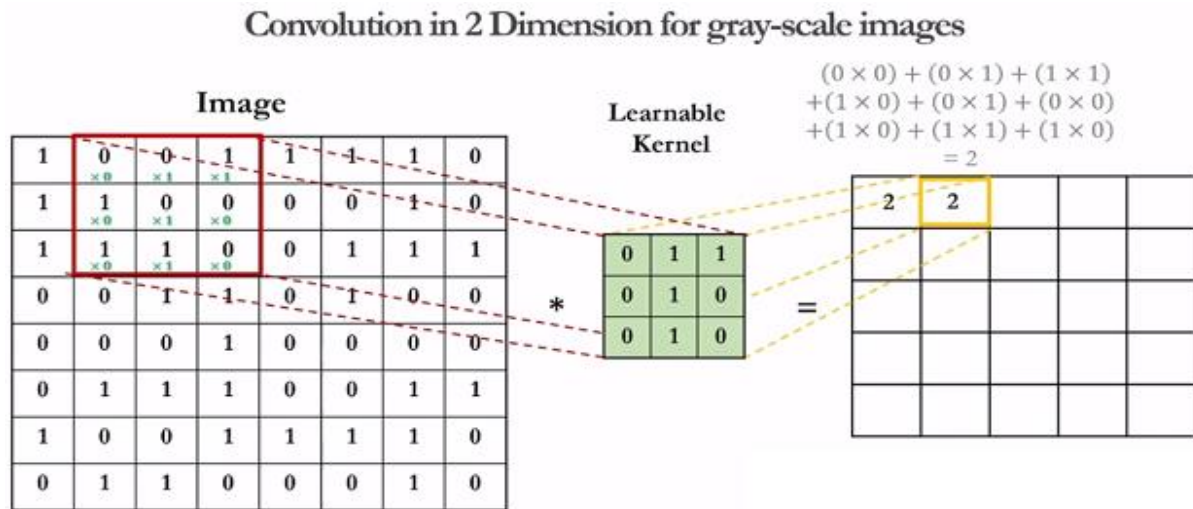 Convolution in 2 Dimension for gray-scale images
(0 × 0) + (0 × 1) + (1 × 1)
+(1 × 0) + (0 × 1) + (0 × 0)
+(1 × 0) + (1 × 1) + (1 × 0)
= 2
Image
Learnable
Kernel
1 0 0 1 1 1 1 0
×0 ×1 ×1
1 1 0 0 0 0 1 0
×0 ×1 ×0
1 1 1 0 0 1 1 1
×0 ×1 ×0
0 0 1 1 0 1 0 0
0 0 0 1 0 0 0 0
0 1 1 1 0 0 1 1
1 0 0 1 1 1 1 0
0 1 1 0 0 0 1 0
*
0 1 1
0 1 0
0 1 0
=
2 2